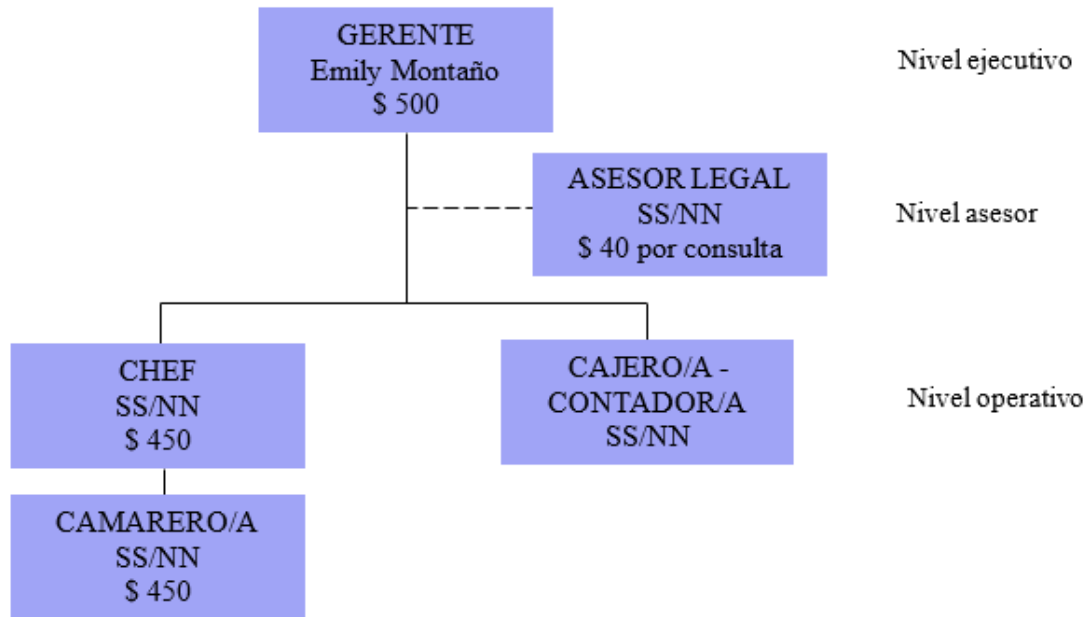 GERENTE
Emily Montaño
$ 500
Nivel ejecutivo
ASESOR LEGAL
SS/NN
$ 40 por consulta
Nivel asesor
CHEF
SS/NN
$ 450
CAJERO/A -
CONTADOR/A
SS/NN
Nivel operativo
CAMARERO/A
SS/NN
$ 450